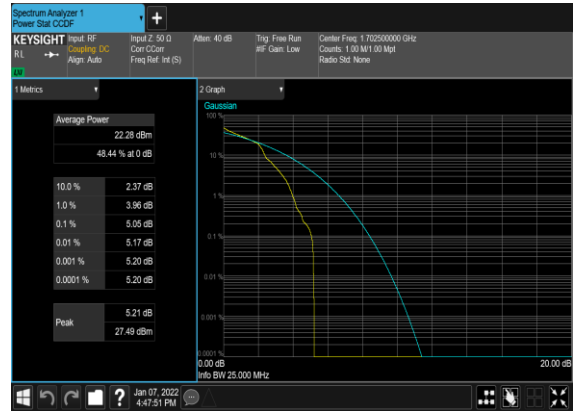 Spectrum Analyzer 1
Power Stat CCDF
KEYSIGHT
RL
LXI
Input: RF
Coupling: DC
Align: Auto
Input Z: 50 Ω
Corr CCorr
Freq Ref: Int (S)
Atten: 40 dB
Trig: Free Run
#IF Gain: Low
Center Freq: 1.702500000 GHz
Counts: 1.00 M/1.00 Mpt
Radio Std: None
1 Metrics
Average Power
22.28 dBm
48.44 % at 0 dB
10.0 % 2.37 dB
1.0 % 3.96 dB
0.1 % 5.05 dB
0.01 % 5.17 dB
0.001 % 5.20 dB
0.0001 % 5.20 dB
Peak
5.21 dB
27.49 dBm
2 Graph
Gaussian
100 %
10 %
1 %
0.1 %
0.01 %
0.001 %
0.0001 %
0.00 dB
20.00 dB
Info BW 25.000 MHz
?
Jan 07, 2022
4:47:51 PM